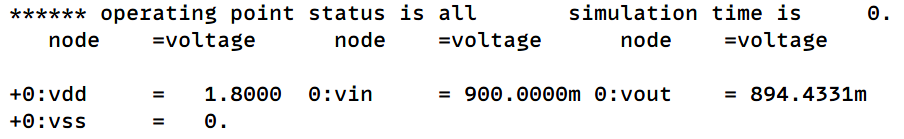 ****** operating point status is all       simulation time is     0.
   node    =voltage      node      =voltage      node    =voltage

+0:vdd     =   1.8000  0:vin      = 900.0000m 0:vout    = 894.4331m
+0:vss     =   0.